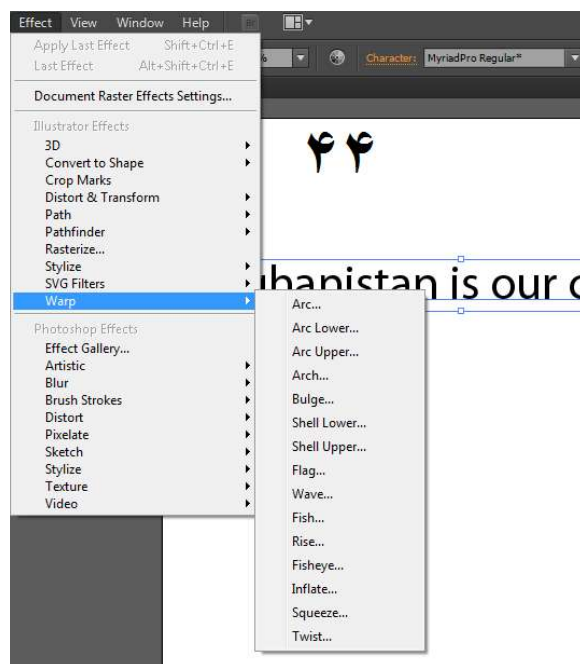 Effect View Window Help Br
Apply Last Effect Shift+Ctrl+E
Last Effect Alt+Shift+Ctrl+E
% Character: MyriadPro Regular*
Document Raster Effects Settings...
Illustrator Effects
3D
Convert to Shape
Crop Marks
Distort & Transform
Path
Pathfinder
Rasterize...
Stylize
SVG Filters
Warp
۴۴
is our
Photoshop Effects
Effect Gallery...
Artistic
Blur
Brush Strokes
Distort
Pixelate
Sketch
Stylize
Texture
Video
Arc...
Arc Lower...
Arc Upper...
Arch...
Bulge...
Shell Lower...
Shell Upper...
Flag...
Wave...
Fish...
Rise...
Fisheye...
Inflate...
Squeeze...
Twist...